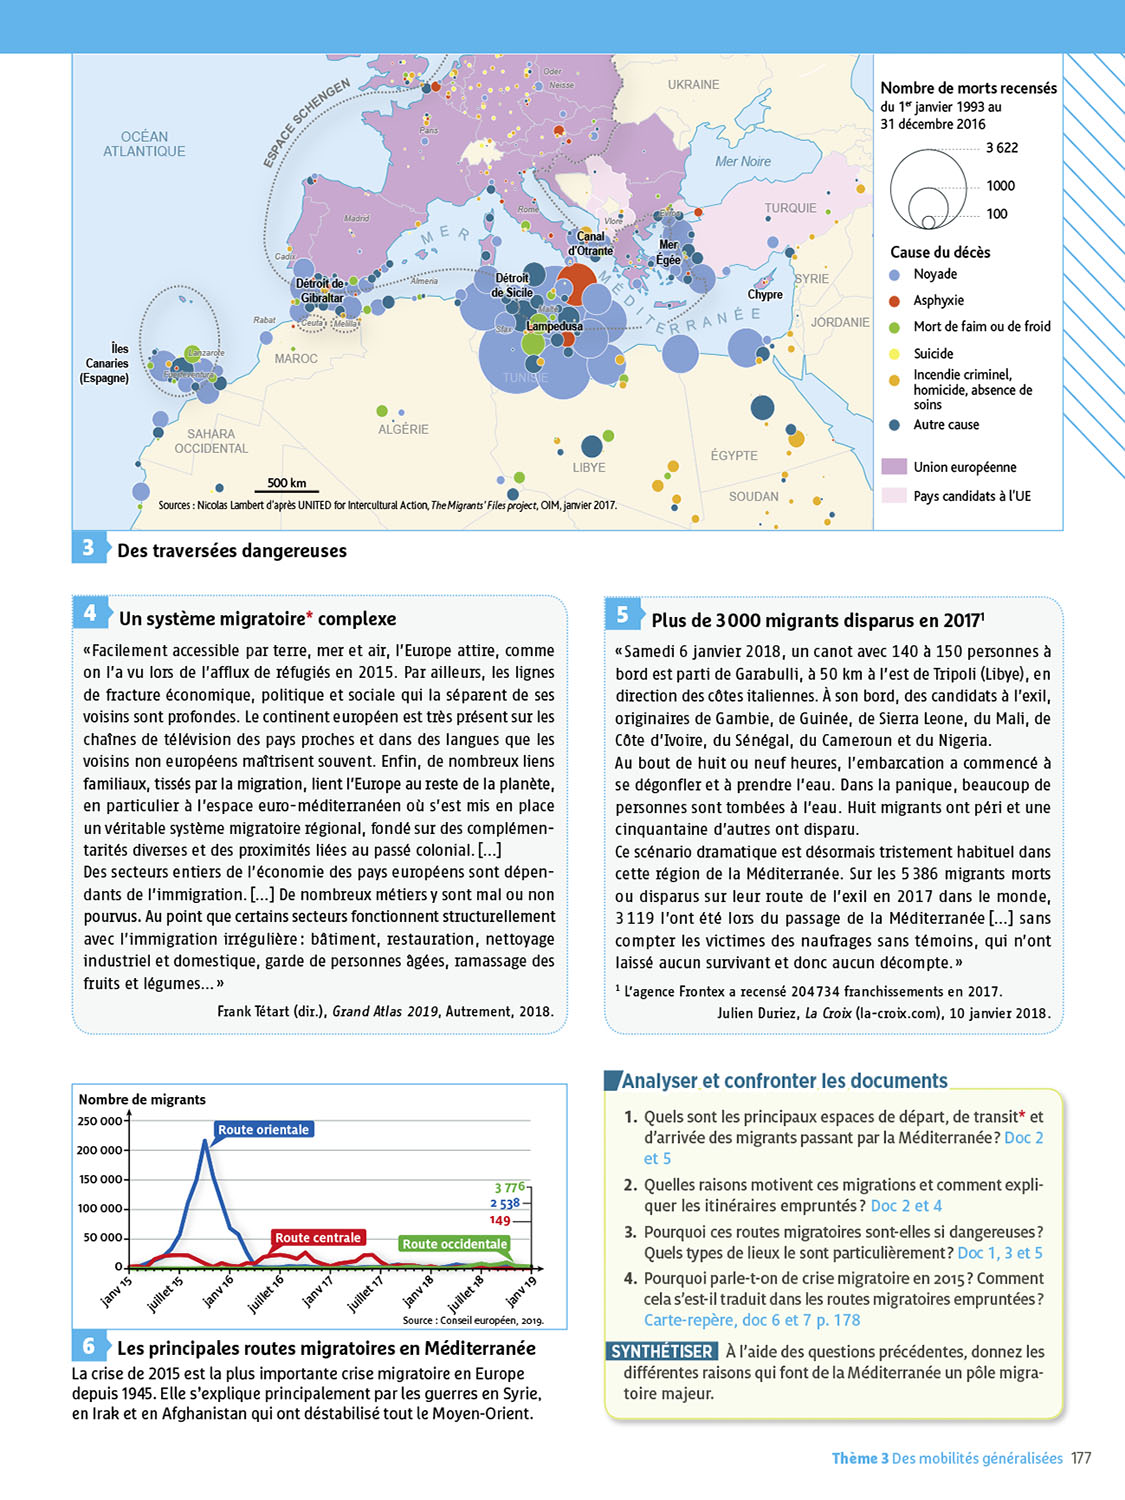 OCÉAN
ATLANTIQUE
ESPACE SCHENGEN
Oder
Neisse
UKRAINE
Paris
Mer Noire
Madrid
Rome
Vlore
Evros
TURQUIE
Canal
d'Otrante
Mer
Égée
MER
MÉDITERRANÉE
Cadix
Détroit de
Gibraltar
Almeria
Détroit
de Sicile
Malte
Lampedusa
Sfax
Chypre
SYRIE
JORDANIE
Rabat
Ceuta
Melilla
MAROC
TUNISIE
Îles
Canaries
(Espagne)
Lanzarote
Fuerteventura
SAHARA
OCCIDENTAL
ALGÉRIE
LIBYE
ÉGYPTE
SOUDAN
500 km
Sources : Nicolas Lambert d'après UNITED for Intercultural Action, The Migrants' Files project, OIM, janvier 2017.
Nombre de morts recensés
du 1er janvier 1993 au
31 décembre 2016
3 622
1000
100
Cause du décès
Noyade
Asphyxie
Mort de faim ou de froid
Suicide
Incendie criminel,
homicide, absence de
soins
Autre cause
Union européenne
Pays candidats à l'UE
3 Des traversées dangereuses
4 Un système migratoire* complexe
« Facilement accessible par terre, mer et air, l'Europe attire, comme
on l'a vu lors de l'afflux de réfugiés en 2015. Par ailleurs, les lignes
de fracture économique, politique et sociale qui la séparent de ses
voisins sont profondes. Le continent européen est très présent sur les
chaînes de télévision des pays proches et dans des langues que les
voisins non européens maîtrisent souvent. Enfin, de nombreux liens
familiaux, tissés par la migration, lient l'Europe au reste de la planète,
en particulier à l'espace euro-méditerranéen où s'est mis en place
un véritable système migratoire régional, fondé sur des complémen-
tarités diverses et des proximités liées au passé colonial. [...]
Des secteurs entiers de l'économie des pays européens sont dépen-
dants de l'immigration. [...] De nombreux métiers y sont mal ou non
pourvus. Au point que certains secteurs fonctionnent structurellement
avec l'immigration irrégulière : bâtiment, restauration, nettoyage
industriel et domestique, garde de personnes âgées, ramassage des
fruits et légumes... »
Frank Tétart (dir.), Grand Atlas 2019, Autrement, 2018.
5 Plus de 3 000 migrants disparus en 2017¹
« Samedi 6 janvier 2018, un canot avec 140 à 150 personnes à
bord est parti de Garabulli, à 50 km à l'est de Tripoli (Libye), en
direction des côtes italiennes. À son bord, des candidats à l'exil,
originaires de Gambie, de Guinée, de Sierra Leone, du Mali, de
Côte d'Ivoire, du Sénégal, du Cameroun et du Nigeria.
Au bout de huit ou neuf heures, l'embarcation a commencé à
se dégonfler et à prendre l'eau. Dans la panique, beaucoup de
personnes sont tombées à l'eau. Huit migrants ont péri et une
cinquantaine d'autres ont disparu.
Ce scénario dramatique est désormais tristement habituel dans
cette région de la Méditerranée. Sur les 5 386 migrants morts
ou disparus sur leur route de l'exil en 2017 dans le monde,
3 119 l'ont été lors du passage de la Méditerranée [...] sans
compter les victimes des naufrages sans témoins, qui n'ont
laissé aucun survivant et donc aucun décompte. »
¹ L'agence Frontex a recensé 204 734 franchissements en 2017.
Julien Duriez, La Croix (la-croix.com), 10 janvier 2018.
Nombre de migrants
250 000
200 000
150 000
100 000
50 000
0
Route orientale
Route centrale
Route occidentale
3 776
2 538
149
janv 15
juillet 15
janv 16
juillet 16
janv 17
juillet 17
janv 18
juillet 18
janv 19
Source : Conseil européen, 2019.
6 Les principales routes migratoires en Méditerranée
La crise de 2015 est la plus importante crise migratoire en Europe
depuis 1945. Elle s'explique principalement par les guerres en Syrie,
en Irak et en Afghanistan qui ont déstabilisé tout le Moyen-Orient.
Analyser et confronter les documents
1. Quels sont les principaux espaces de départ, de transit* et
d'arrivée des migrants passant par la Méditerranée ? Doc 2
et 5
2. Quelles raisons motivent ces migrations et comment expli-
quer les itinéraires empruntés ? Doc 2 et 4
3. Pourquoi ces routes migratoires sont-elles si dangereuses ?
Quels types de lieux le sont particulièrement ? Doc 1, 3 et 5
4. Pourquoi parle-t-on de crise migratoire en 2015 ? Comment
cela s'est-il traduit dans les routes migratoires empruntées ?
Carte-repère, doc 6 et 7 p. 178
SYNTHÉTISER À l'aide des questions précédentes, donnez les
différentes raisons qui font de la Méditerranée un pôle migra-
toire majeur.
Thème 3 Des mobilités généralisées 177